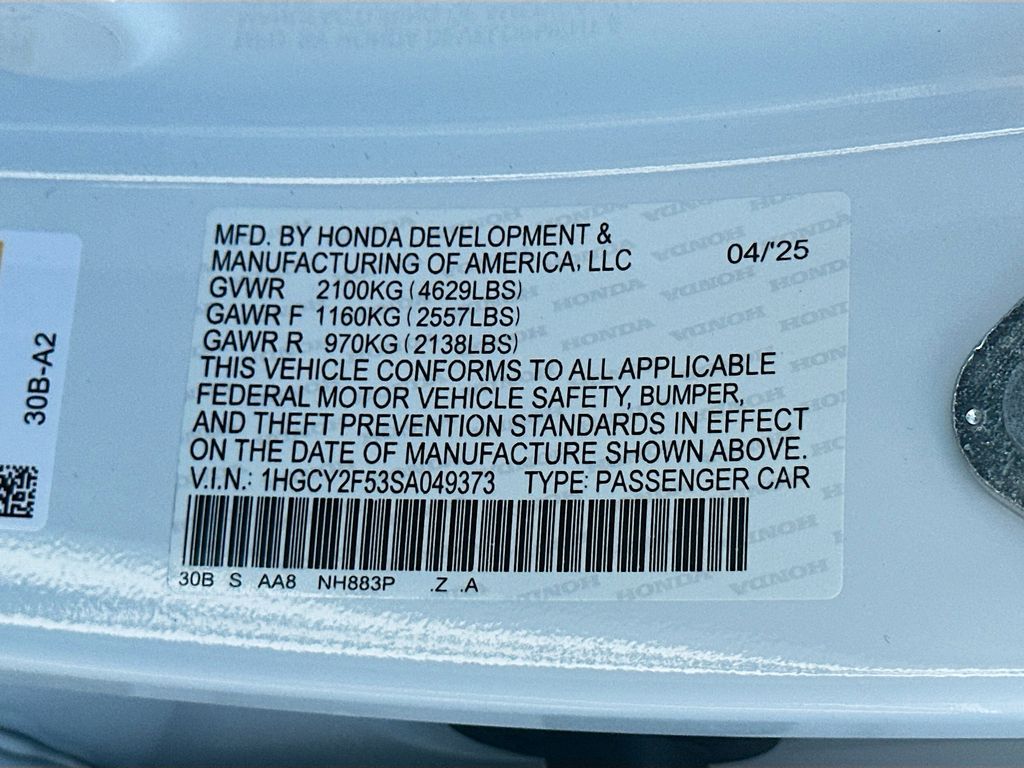 MFD. BY HONDA DEVELOPMENT &
MANUFACTURING OF AMERICA, LLC 04/'25
GVWR 2100KG (4629LBS)
GAWR F 1160KG (2557LBS)
GAWR R 970KG (2138LBS)
THIS VEHICLE CONFORMS TO ALL APPLICABLE
FEDERAL MOTOR VEHICLE SAFETY, BUMPER,
AND THEFT PREVENTION STANDARDS IN EFFECT
ON THE DATE OF MANUFACTURE SHOWN ABOVE.
V.I.N.: 1HGCY2F53SA049373 TYPE: PASSENGER CAR
30B S AA8 NH883P .Z .A
30B-A2
HONDA